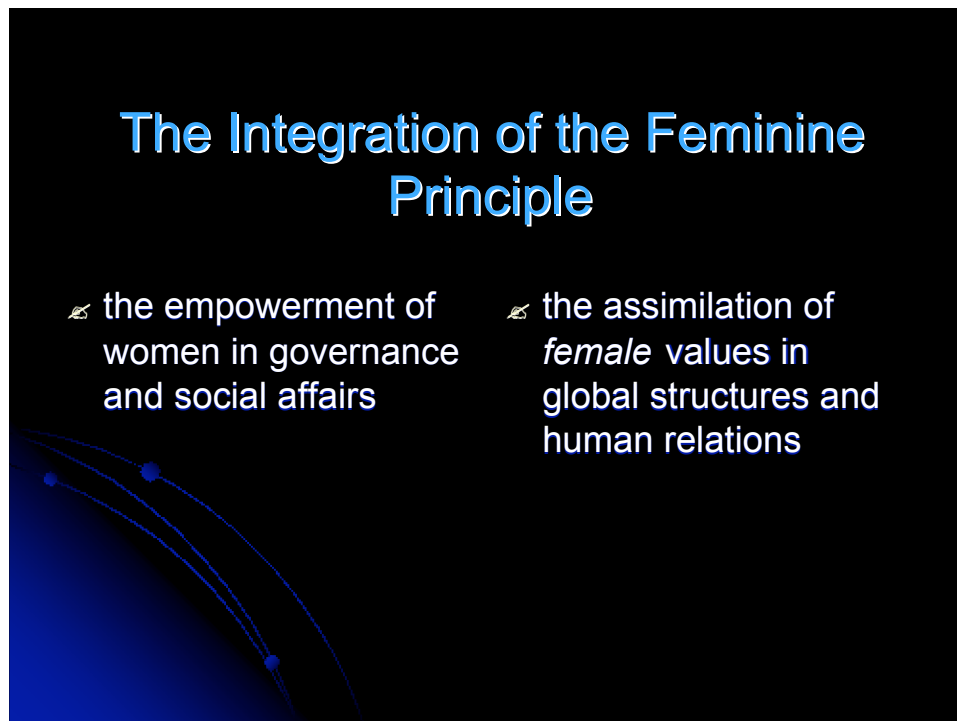 The Integration of the Feminine
Principle
the empowerment of
women in governance
and social affairs
the assimilation of
female values in
global structures and
human relations